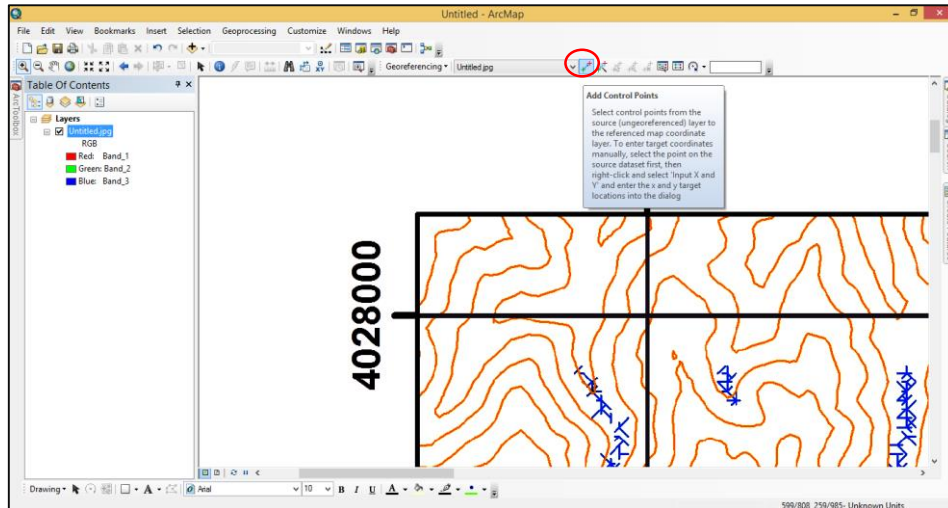 Untitled - ArcMap
File Edit View Bookmarks Insert Selection Geoprocessing Customize Windows Help
Georeferencing Untitled.jpg
Table Of Contents
ArcToolbox
Layers
Untitled.jpg
RGB
Red: Band_1
Green: Band_2
Blue: Band_3
Add Control Points
Select control points from the
source (ungeoreferenced) layer to
the referenced map coordinate
layer. To enter target coordinates
manually, select the point on the
source dataset first, then
right-click and select 'Input X and
Y' and enter the x and y target
locations into the dialog
4028000
Drawing Arial 10 B I U A
599/808 259/985- Unknown Units